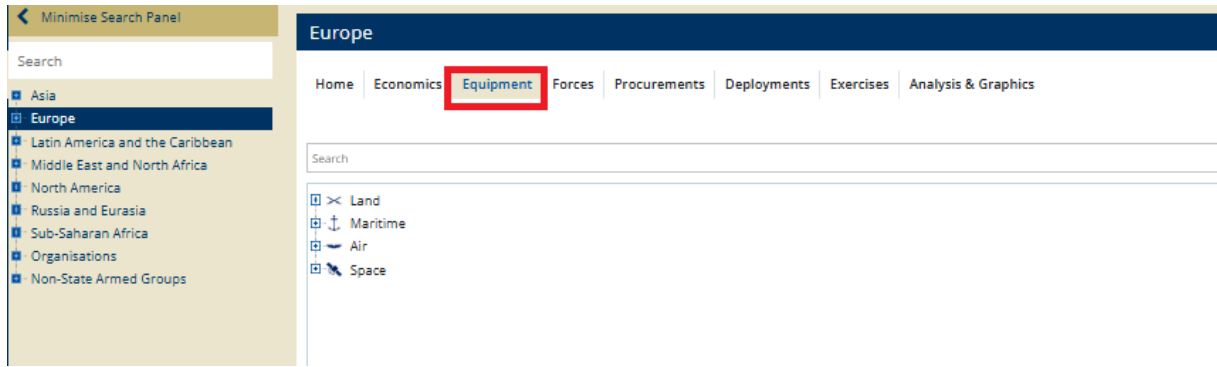 Minimise Search Panel
Search
Asia
Europe
Latin America and the Caribbean
Middle East and North Africa
North America
Russia and Eurasia
Sub-Saharan Africa
Organisations
Non-State Armed Groups
Europe
Home Economics Equipment Forces Procurements Deployments Exercises Analysis & Graphics
Search
Land
Maritime
Air
Space